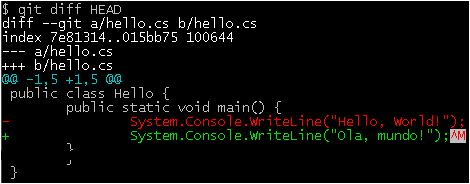 $ git diff HEAD
diff --git a/hello.cs b/hello.cs
index 7e81314..015bb75 100644
--- a/hello.cs
+++ b/hello.cs
@@ -1,5 +1,5 @@
 public class Hello {
        public static void main() {
-               System.Console.WriteLine("Hello, World!");
+               System.Console.WriteLine("Ola, mundo!");^M
        }
        ;
 }